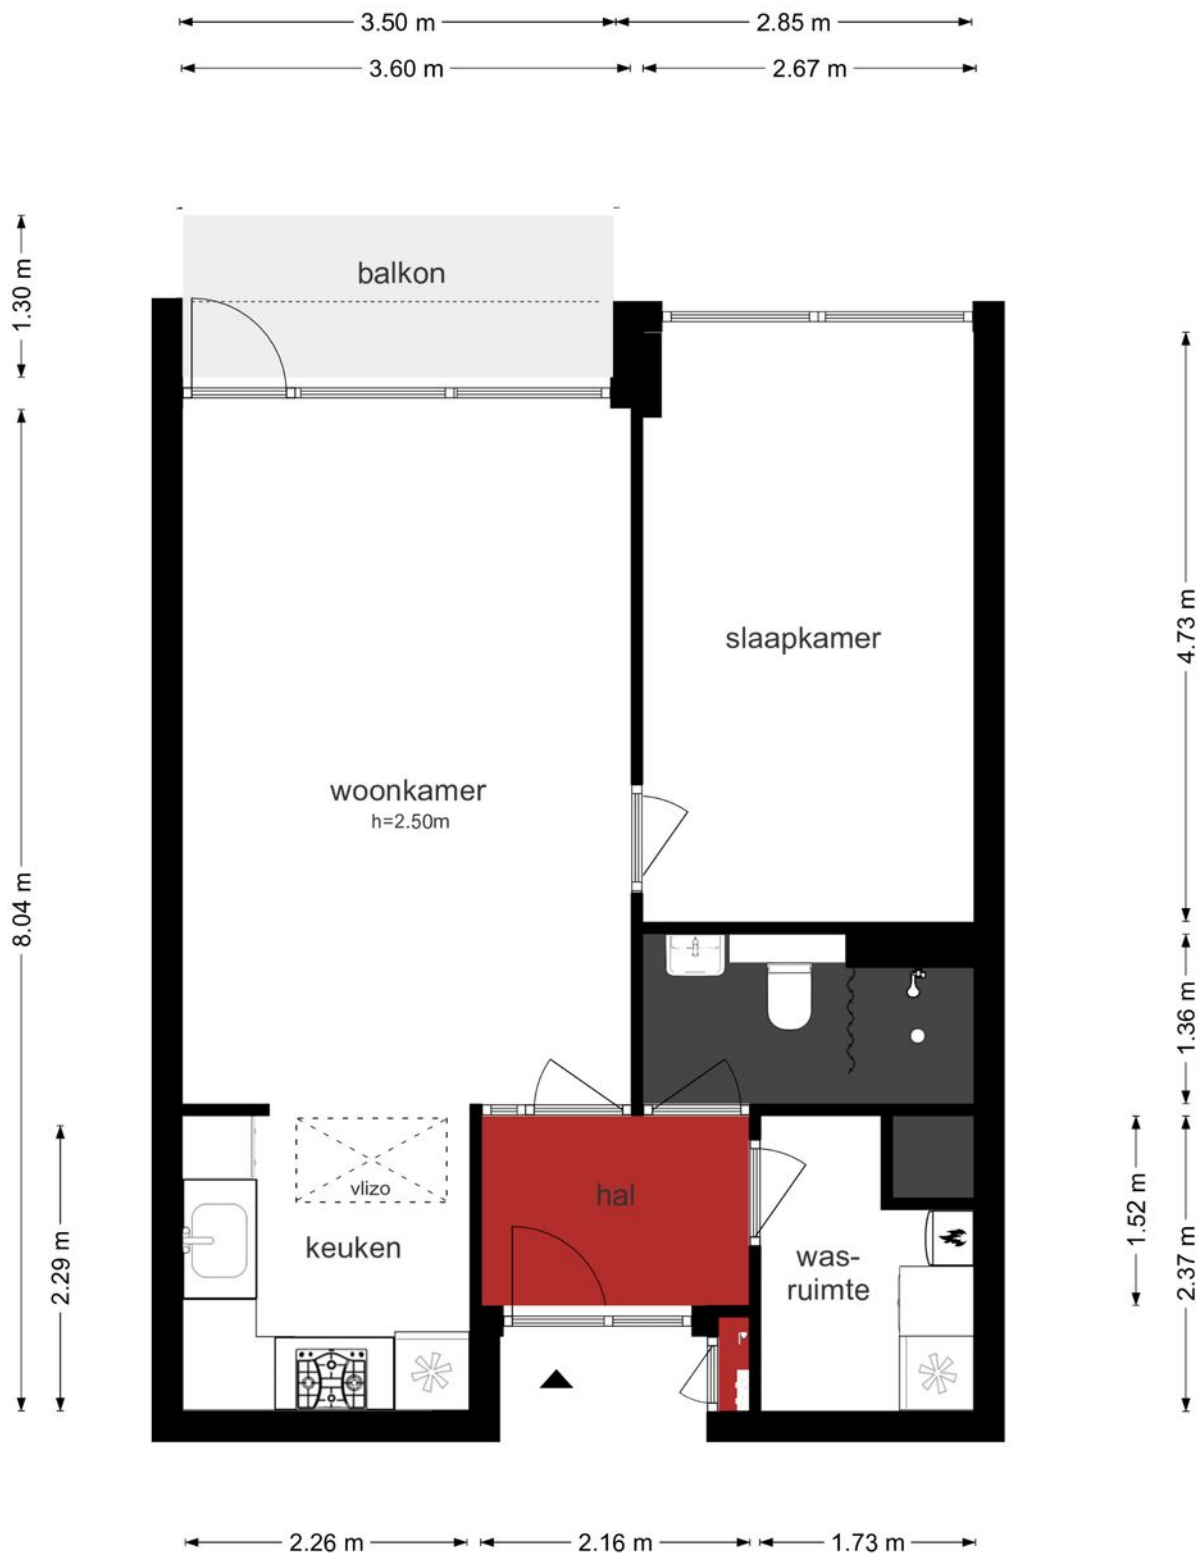 3.50 m
2.85 m
3.60 m
2.67 m
balkon
1.30 m
slaapkamer
4.73 m
woonkamer
h=2.50m
8.04 m
1.36 m
vlizo
hal
keuken
was-
ruimte
2.29 m
1.52 m
2.37 m
2.26 m
2.16 m
1.73 m